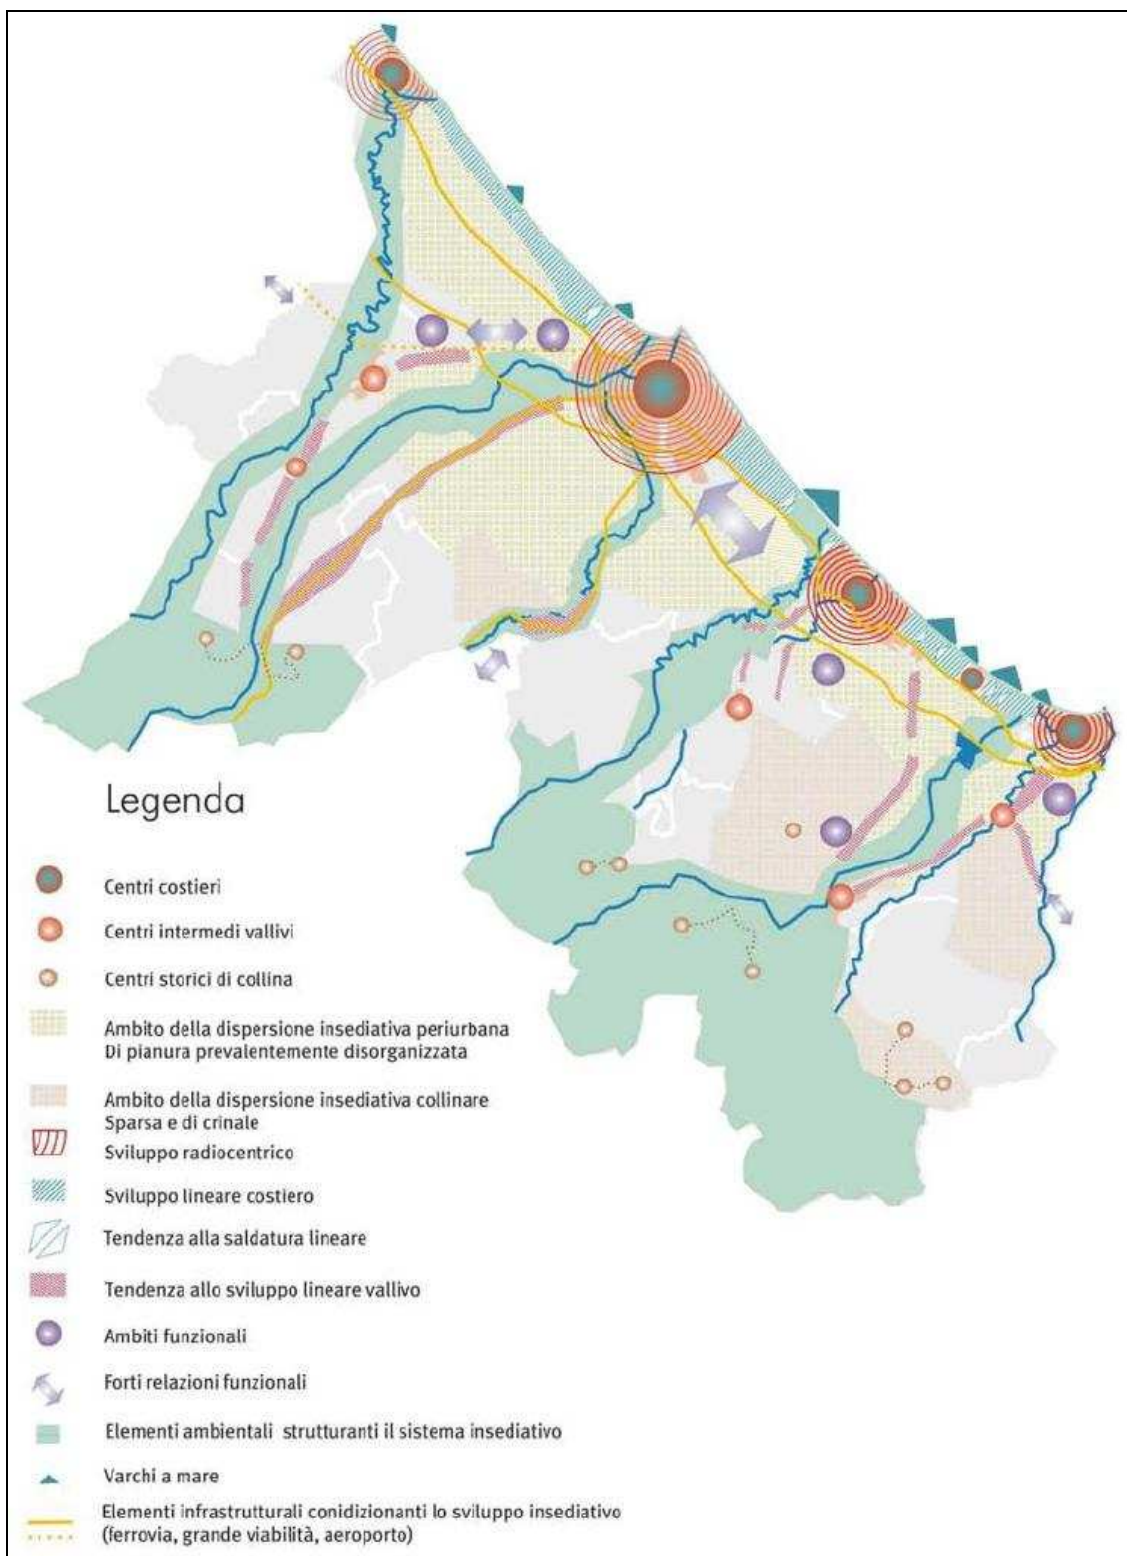 Legenda
Centri costieri
Centri intermedi vallivi
Centri storici di collina
Ambito della dispersione insediativa periurbana
Di pianura prevalentemente disorganizzata
Ambito della dispersione insediativa collinare
Sparsa e di crinale
Sviluppo radiocentrico
Sviluppo lineare costiero
Tendenza alla saldatura lineare
Tendenza allo sviluppo lineare vallivo
Ambiti funzionali
Forti relazioni funzionali
Elementi ambientali strutturanti il sistema insediativo
Varchi a mare
Elementi infrastrutturali conidizionanti lo sviluppo insediativo
(ferrovia, grande viabilità, aeroporto)